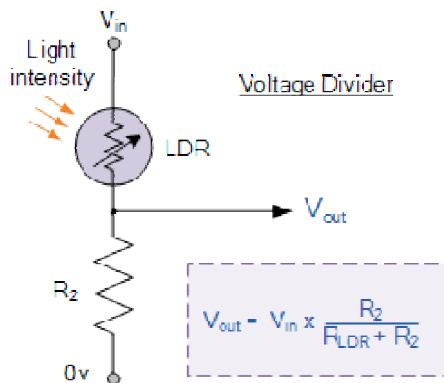 Vin
Light
intensity
Voltage Divider
LDR
Vout
R2
Vout = Vin x R2 / RLDR + R2
0v